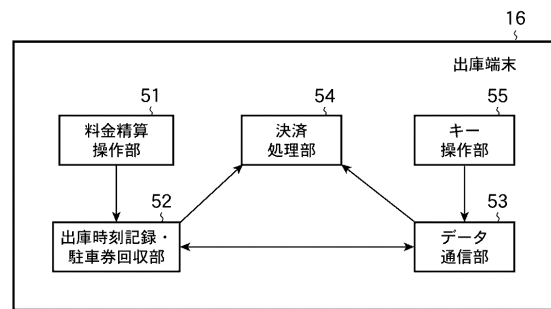 16
出庫端末
51
料金精算
操作部
54
決済
処理部
55
キー
操作部
52
出庫時刻記録・
駐車券回収部
53
データ
通信部